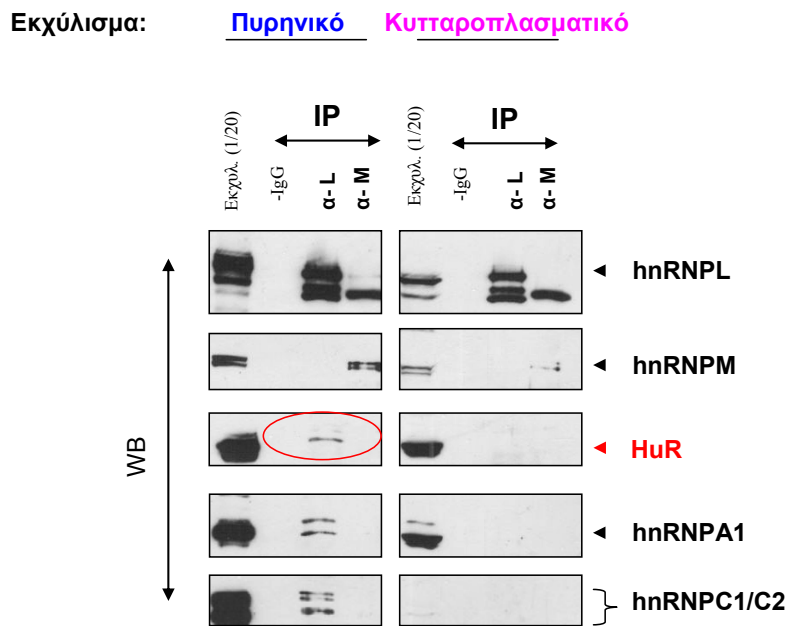 Εκχύλισμα: Πυρηνικό Κυτταροπλασματικό
IP IP
Εκχυλ. (1/20) -IgG α- L α- M Εκχυλ. (1/20) -IgG α- L α- M
hnRNPL
hnRNPM
HuR
hnRNPA1
hnRNPC1/C2
WB